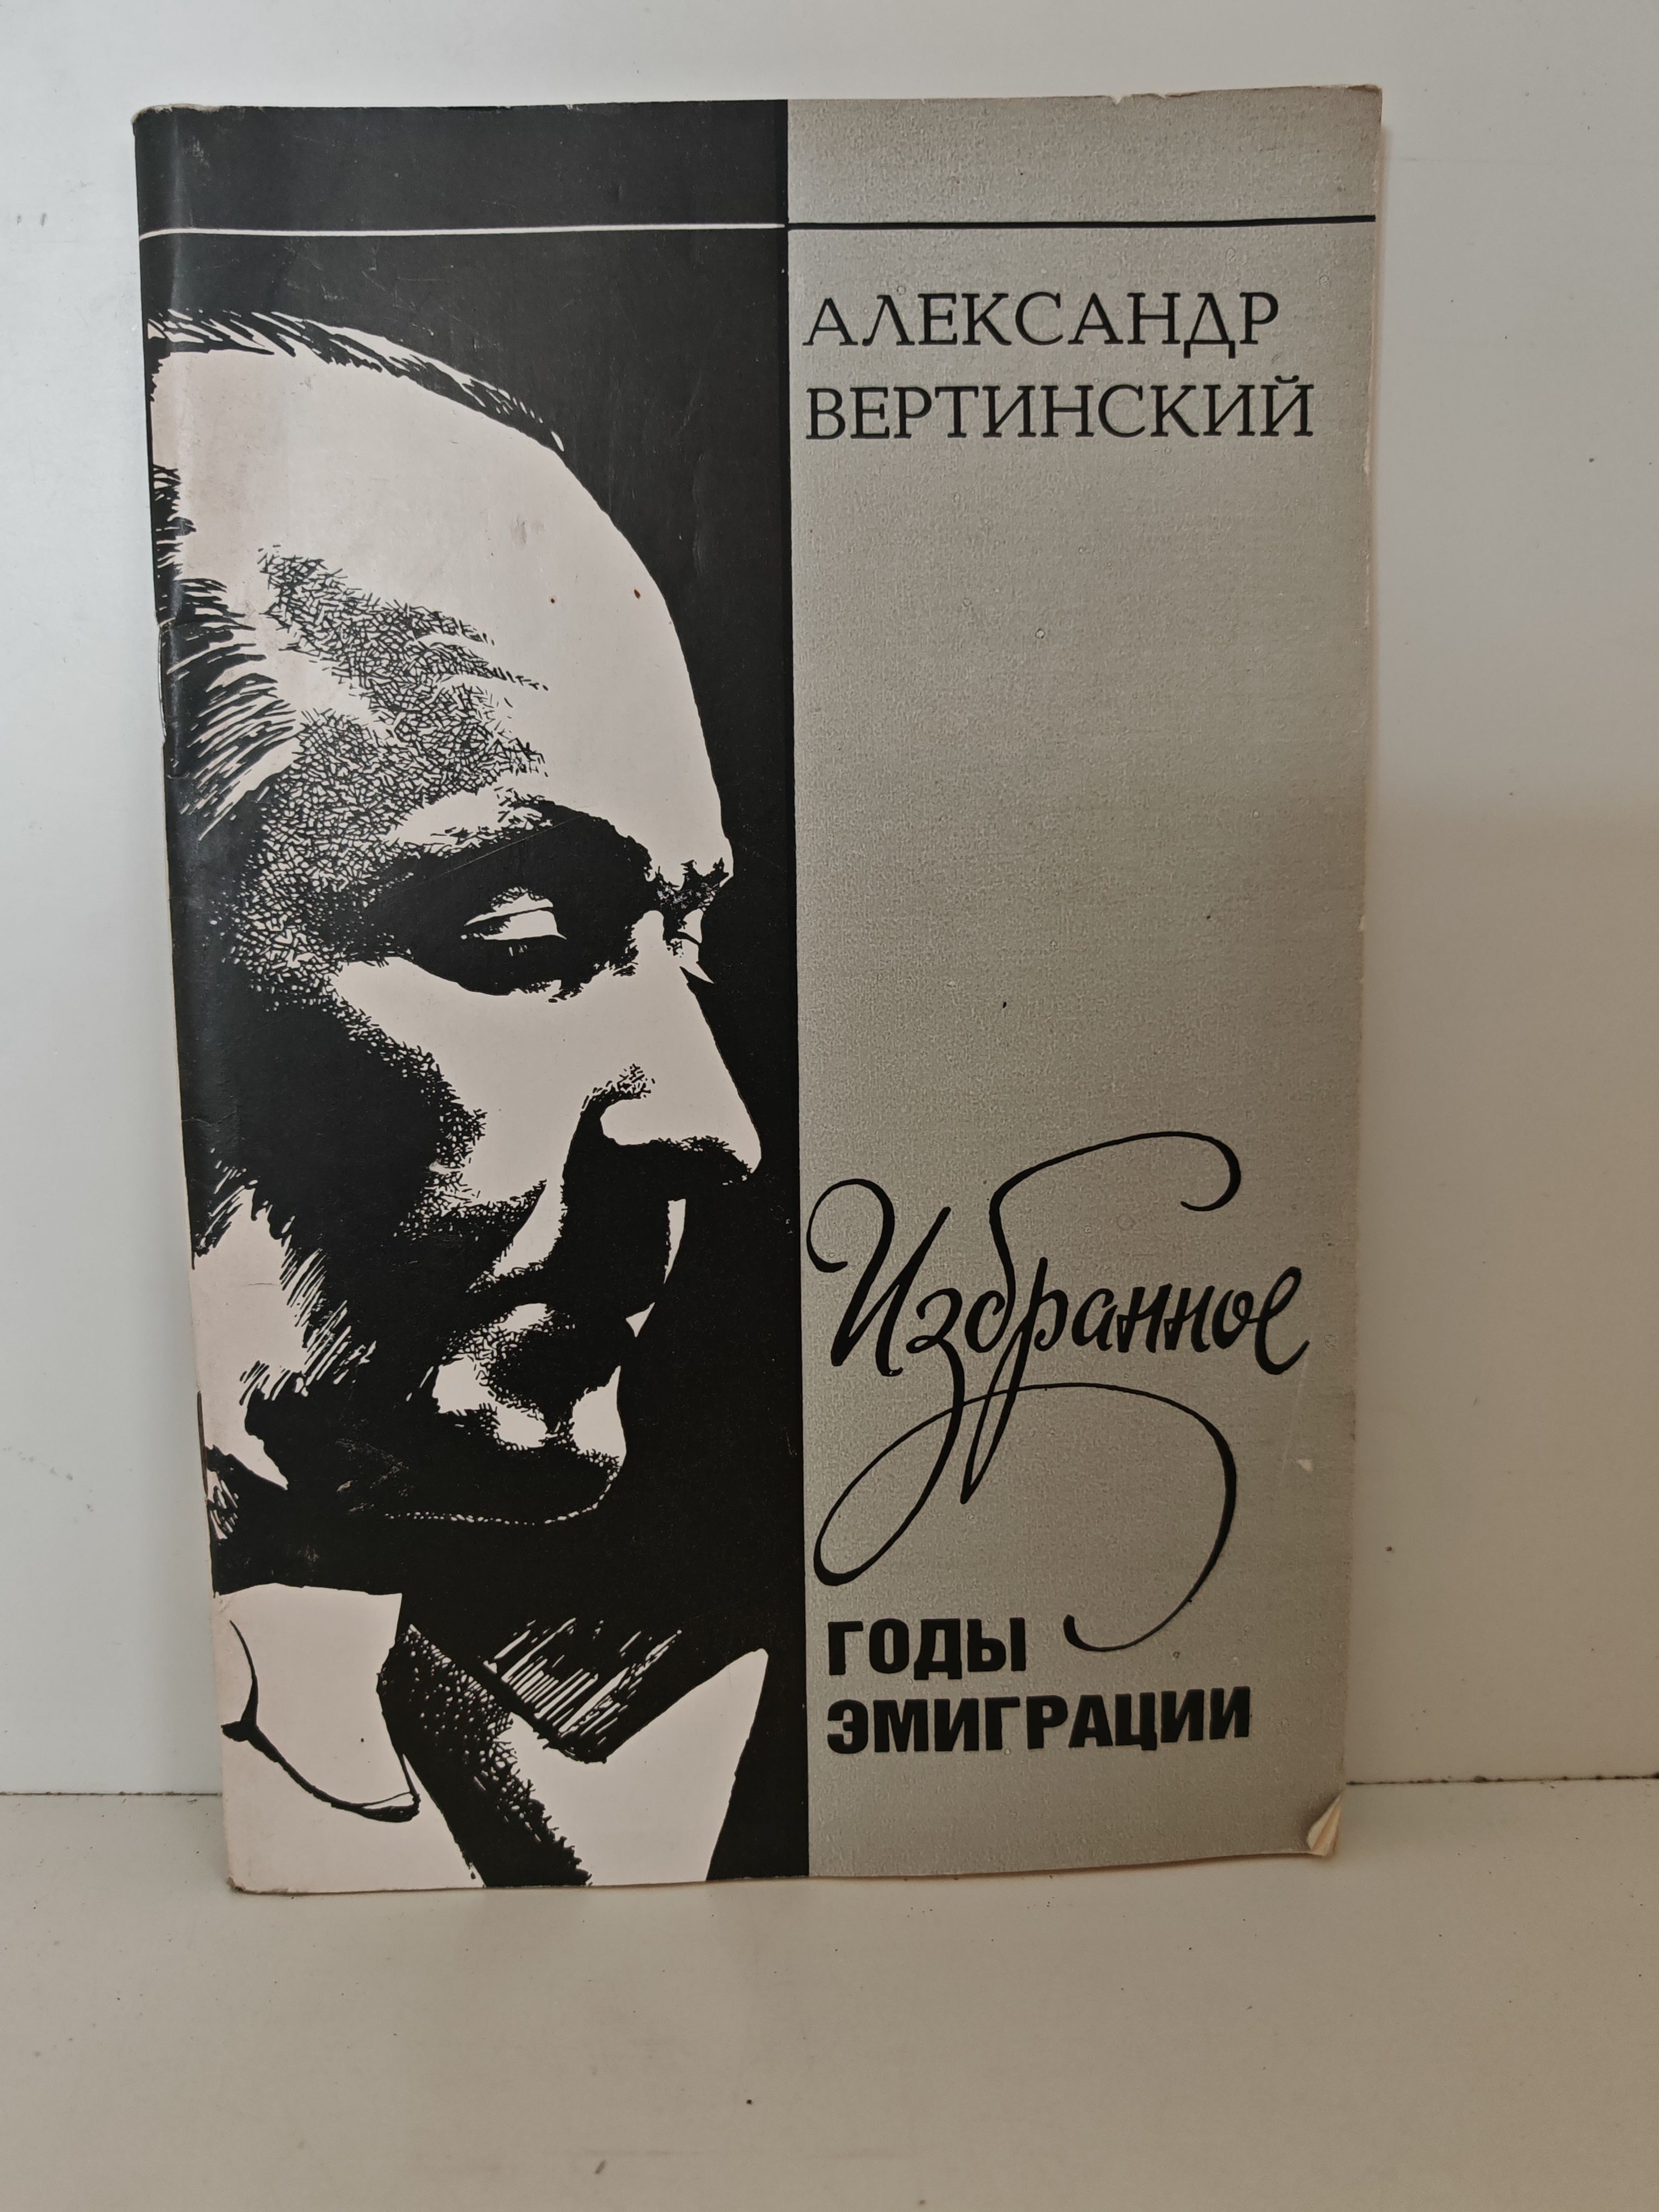 АЛЕКСАНДР
ВЕРТИНСКИЙ
Избранное
ГОДЫ
ЭМИГРАЦИИ